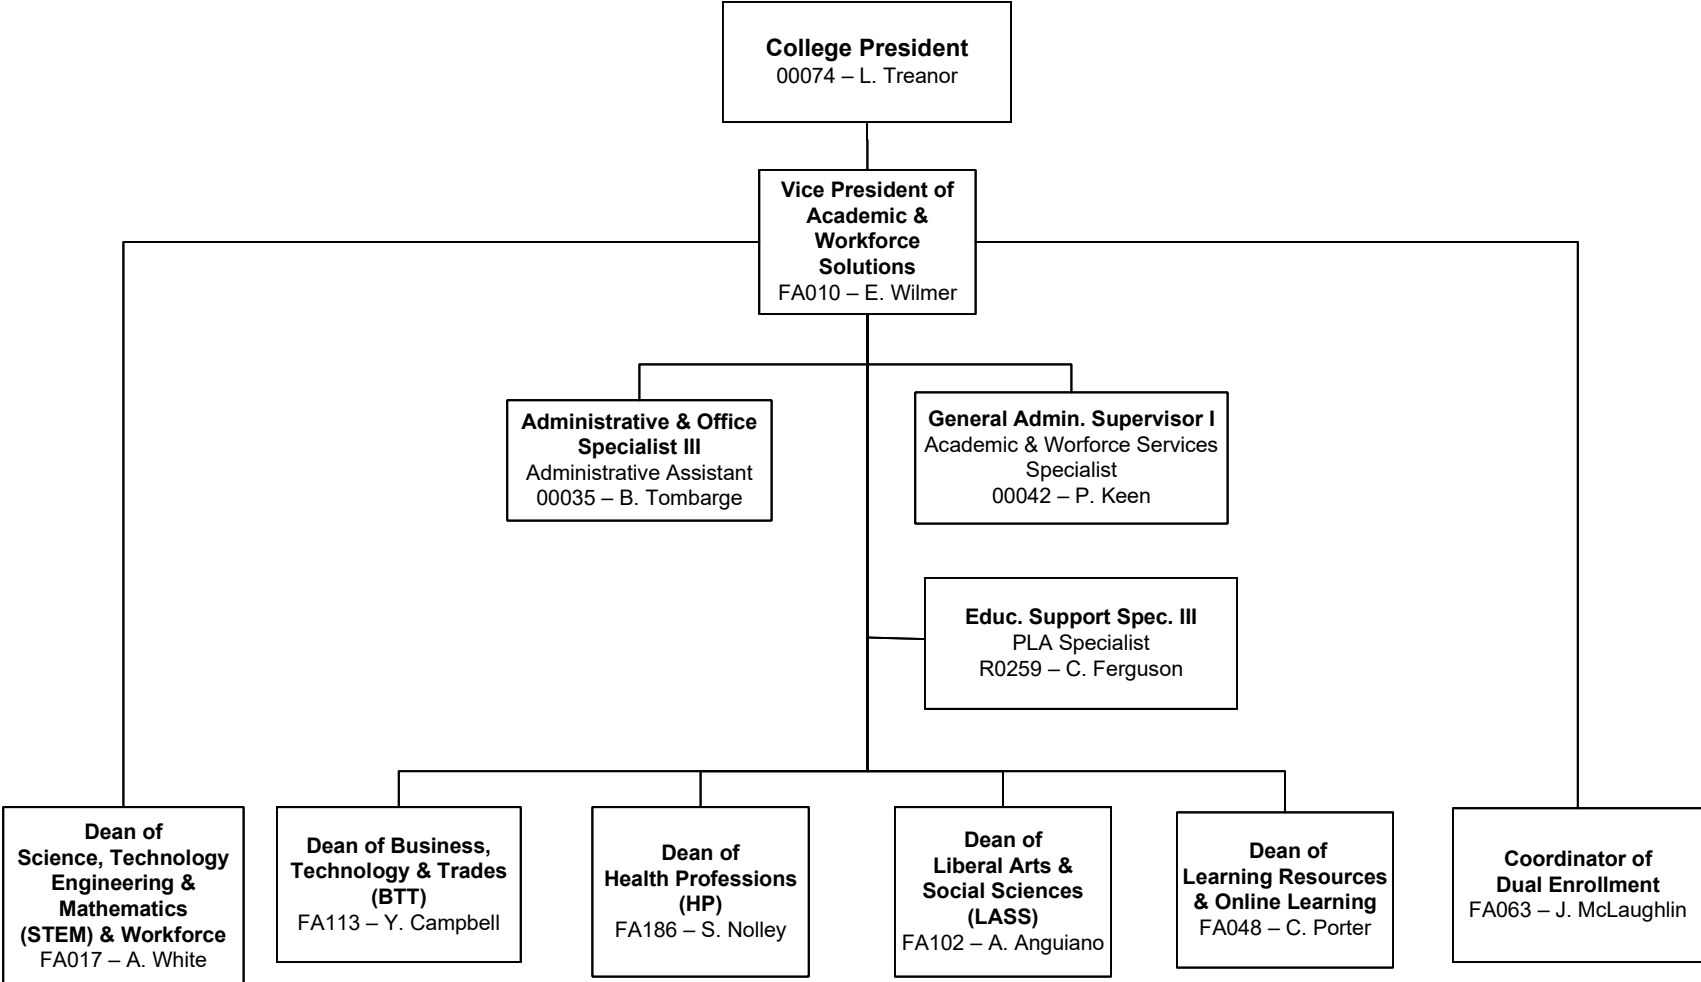 College President
00074 – L. Treanor
Vice President of
Academic &
Workforce
Solutions
FA010 – E. Wilmer
Administrative & Office
Specialist III
Administrative Assistant
00035 – B. Tombarge
General Admin. Supervisor I
Academic & Worforce Services
Specialist
00042 – P. Keen
Educ. Support Spec. III
PLA Specialist
R0259 – C. Ferguson
Dean of
Science, Technology
Engineering &
Mathematics
(STEM) & Workforce
FA017 – A. White
Dean of Business,
Technology & Trades
(BTT)
FA113 – Y. Campbell
Dean of
Health Professions
(HP)
FA186 – S. Nolley
Dean of
Liberal Arts &
Social Sciences
(LASS)
FA102 – A. Anguiano
Dean of
Learning Resources
& Online Learning
FA048 – C. Porter
Coordinator of
Dual Enrollment
FA063 – J. McLaughlin